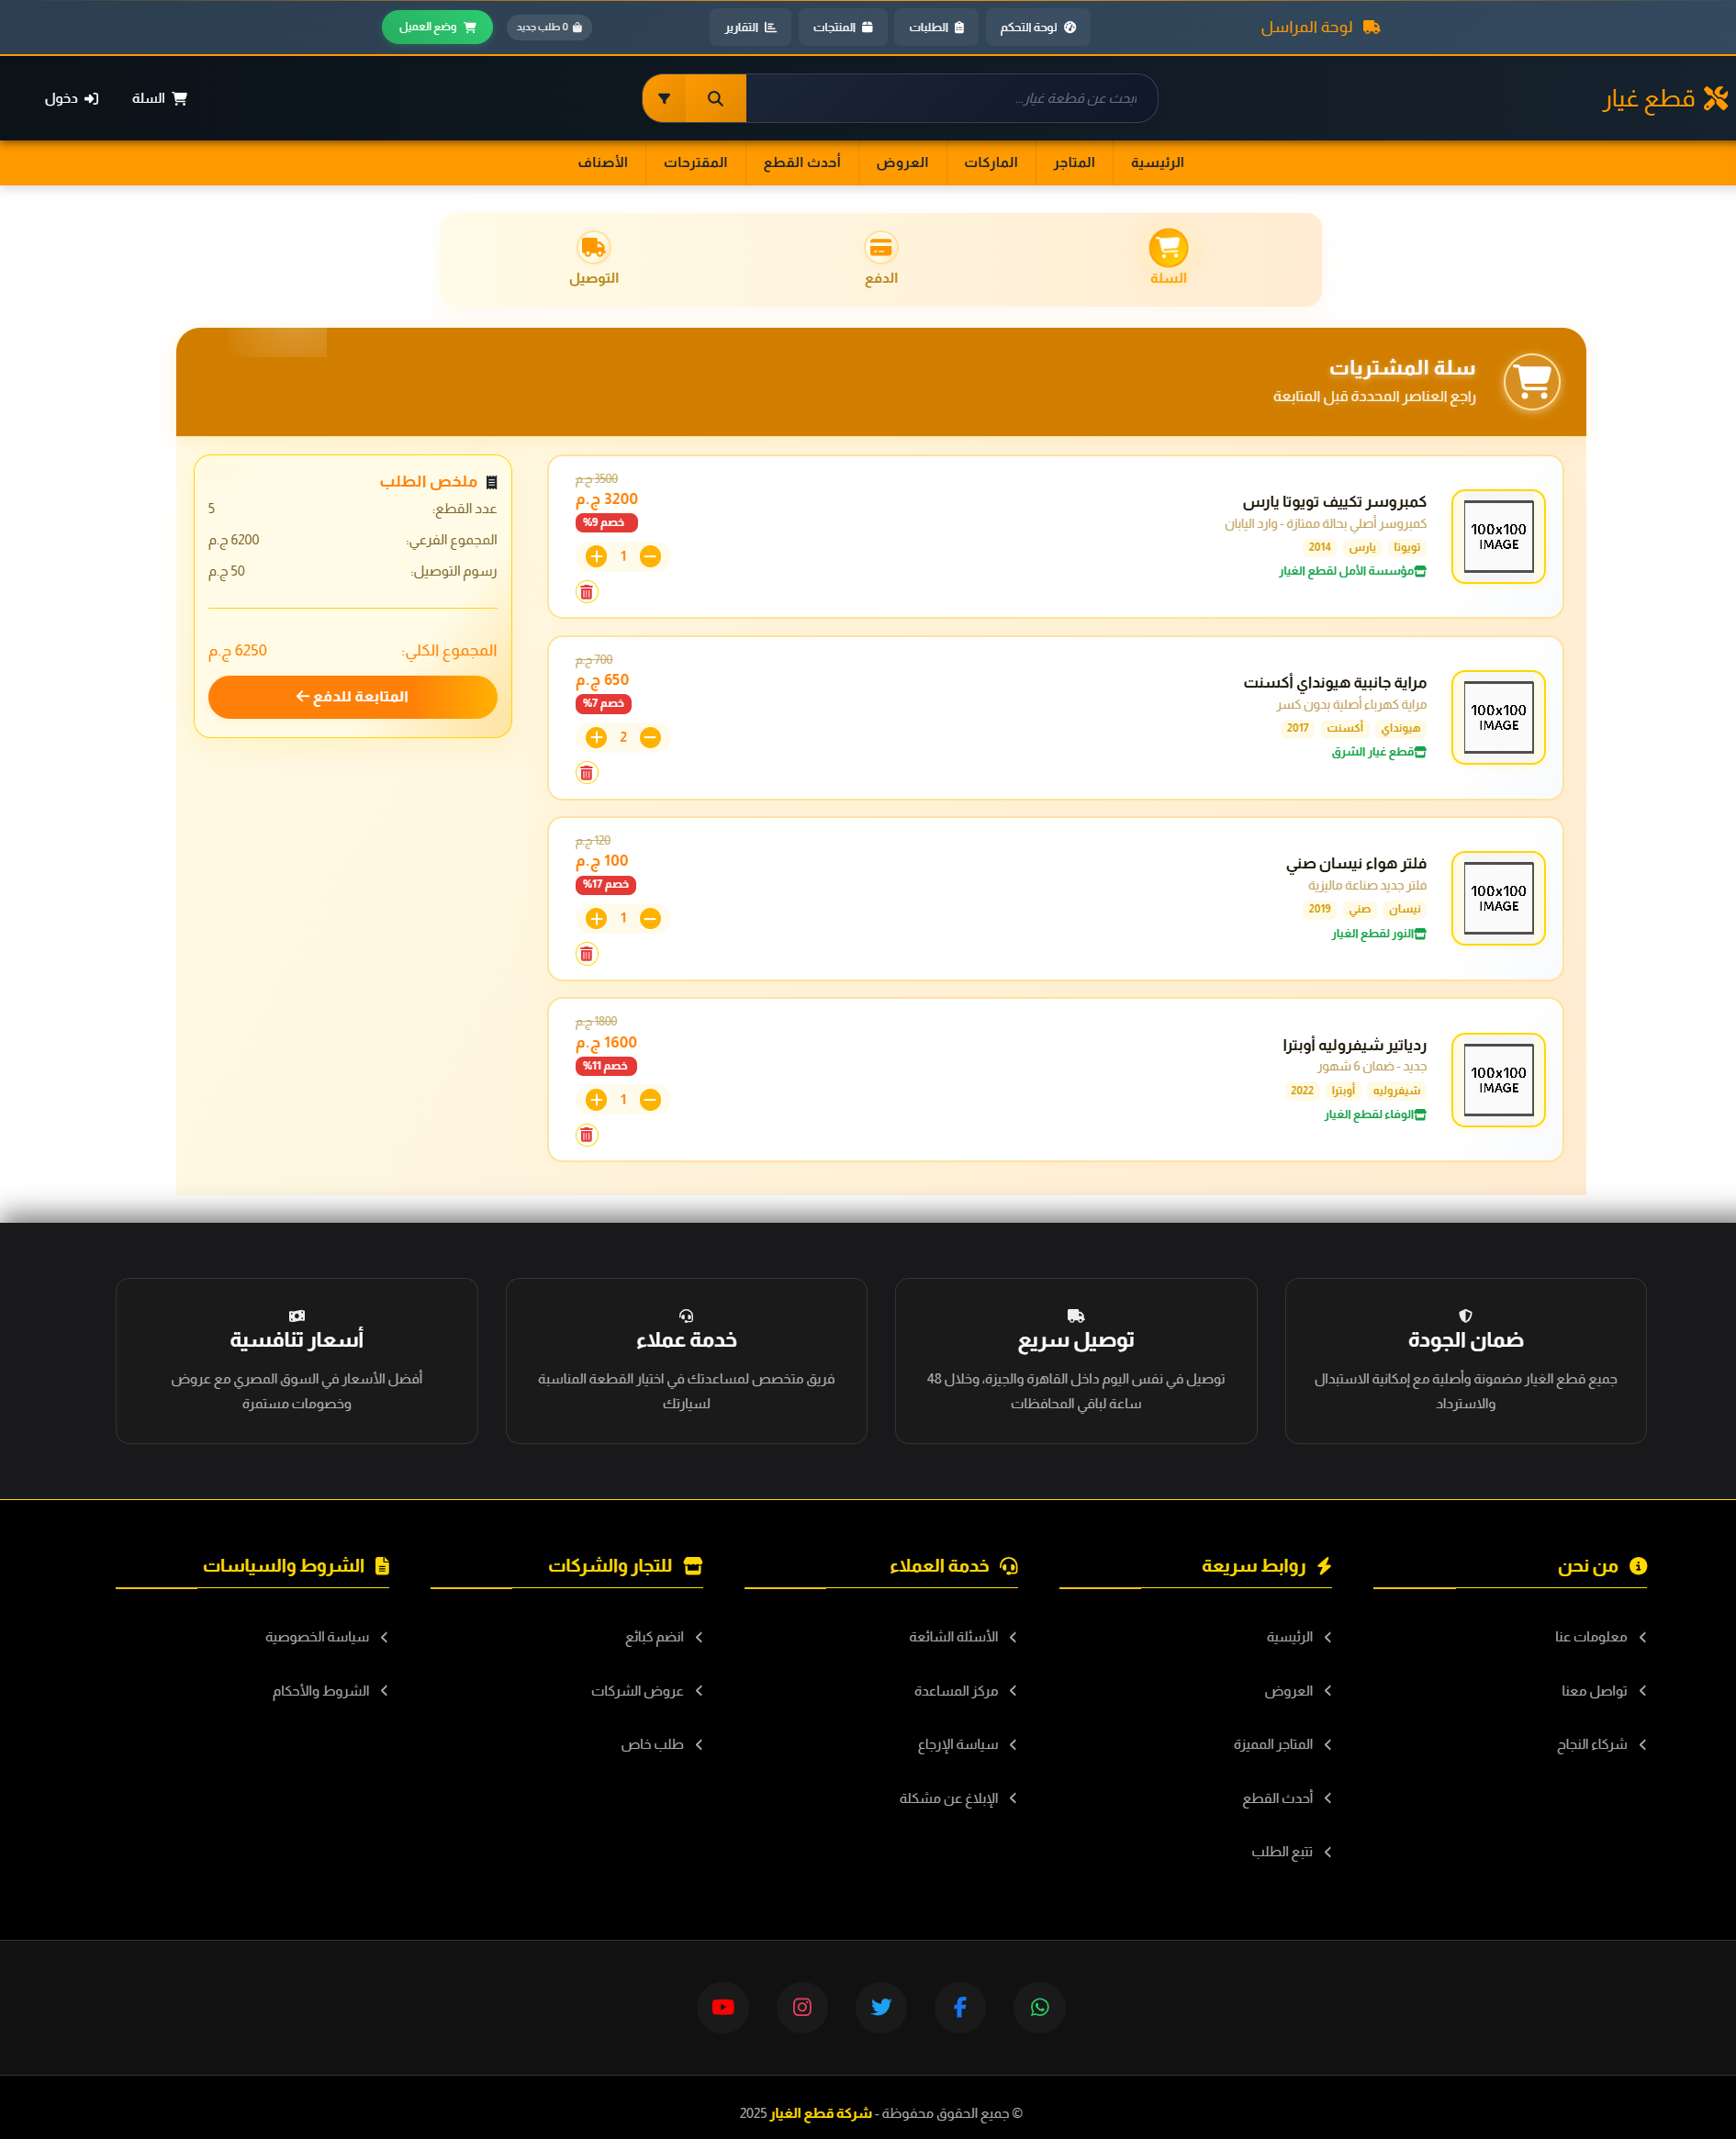 لوحة المراسل
لوحة التحكم
الطلبات
المنتجات
التقارير
0 طلب جديد
وضع العميل
قطع غيار
ابحث عن قطعة غيار...
السلة
دخول
الرئيسية
المتاجر
الماركات
العروض
أحدث القطع
المقترحات
الأصناف
السلة
الدفع
التوصيل
سلة المشتريات
راجع العناصر المحددة قبل المتابعة
100x100
IMAGE
كمبروسر تكييف تويوتا يارس
كمبروسر أصلي بحالة ممتازة - وارد اليابان
تويوتا
يارس
2014
مؤسسة الأمل لقطع الغيار
3500 ج.م
3200 ج.م
خصم 9%
1
100x100
IMAGE
مراية جانبية هيونداي أكسنت
مراية كهرباء أصلية بدون كسر
هيونداي
أكسنت
2017
قطع غيار الشرق
700 ج.م
650 ج.م
خصم 7%
2
100x100
IMAGE
فلتر هواء نيسان صني
فلتر جديد صناعة ماليزية
نيسان
صني
2019
النور لقطع الغيار
120 ج.م
100 ج.م
خصم 17%
1
100x100
IMAGE
ردياتير شيفروليه أوبترا
جديد - ضمان 6 شهور
شيفروليه
أوبترا
2022
الوفاء لقطع الغيار
1800 ج.م
1600 ج.م
خصم 11%
1
ملخص الطلب
عدد القطع: 5
المجموع الفرعي: 6200 ج.م
رسوم التوصيل: 50 ج.م
المجموع الكلي: 6250 ج.م
المتابعة للدفع
ضمان الجودة
جميع قطع الغيار مضمونة وأصلية مع إمكانية الاستبدال
والاسترداد
توصيل سريع
توصيل في نفس اليوم داخل القاهرة والجيزة، وخلال 48
ساعة لباقي المحافظات
خدمة عملاء
فريق متخصص لمساعدتك في اختيار القطعة المناسبة
لسيارتك
أسعار تنافسية
أفضل الأسعار في السوق المصري مع عروض
وخصومات مستمرة
من نحن
معلومات عنا
تواصل معنا
شركاء النجاح
روابط سريعة
الرئيسية
العروض
المتاجر المميزة
أحدث القطع
تتبع الطلب
خدمة العملاء
الأسئلة الشائعة
مركز المساعدة
سياسة الإرجاع
الإبلاغ عن مشكلة
للتجار والشركات
انضم كبائع
عروض الشركات
طلب خاص
الشروط والسياسات
سياسة الخصوصية
الشروط والأحكام
© جميع الحقوق محفوظة - شركة قطع الغيار 2025